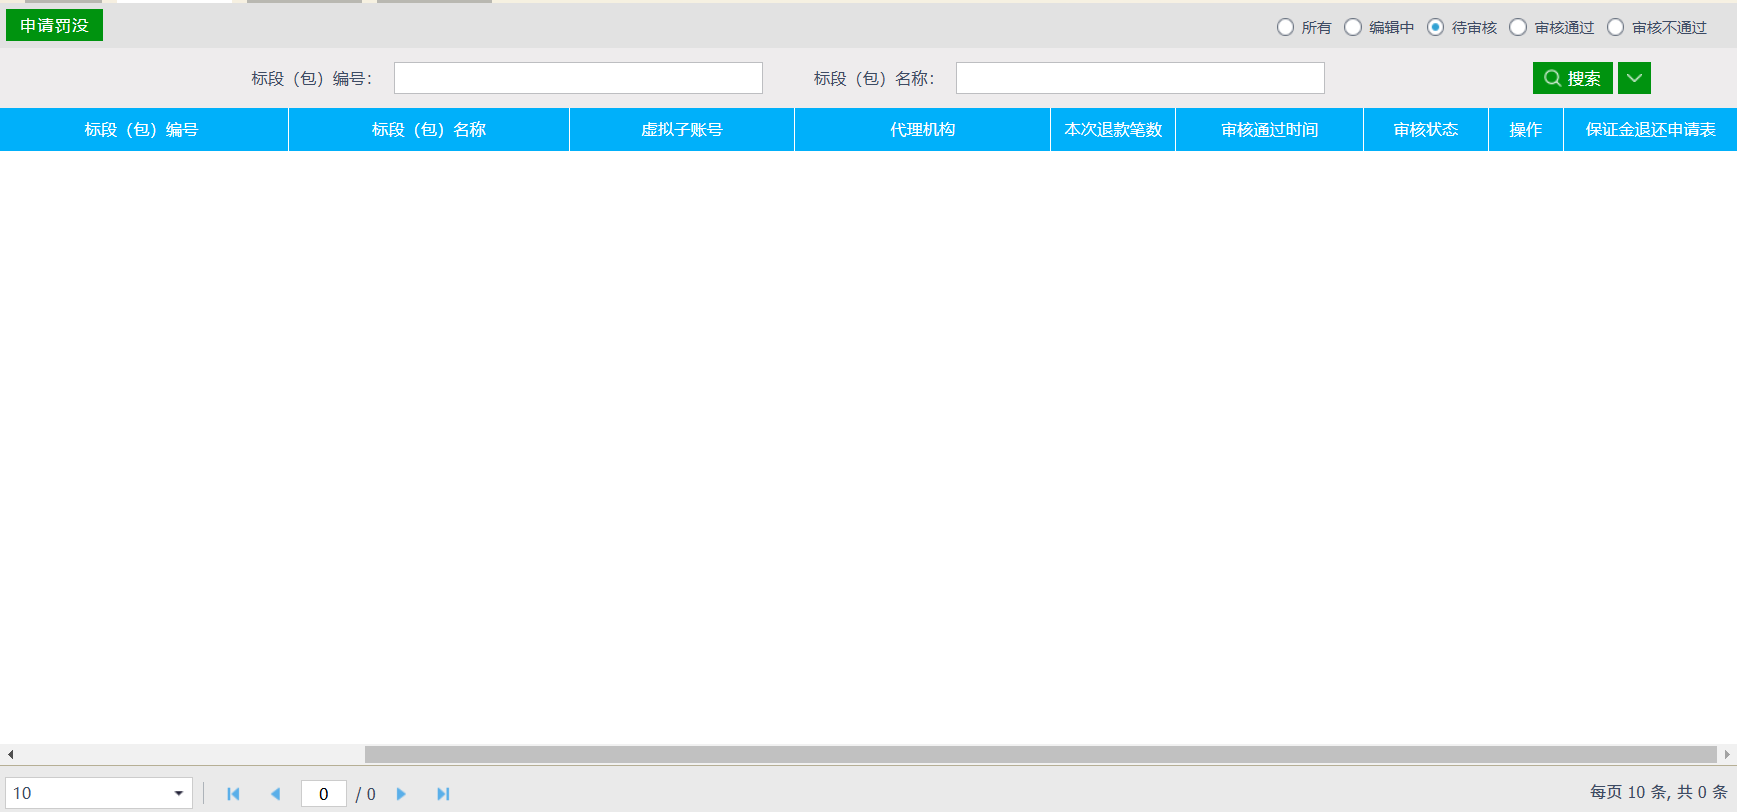 申请罚没 所有 编辑中 待审核 审核通过 审核不通过
标段（包）编号： 标段（包）名称： 搜索
标段（包）编号 标段（包）名称 虚拟子账号 代理机构 本次退款笔数 审核通过时间 审核状态 操作 保证金退还申请表
10 0 / 0 每页 10 条, 共 0 条